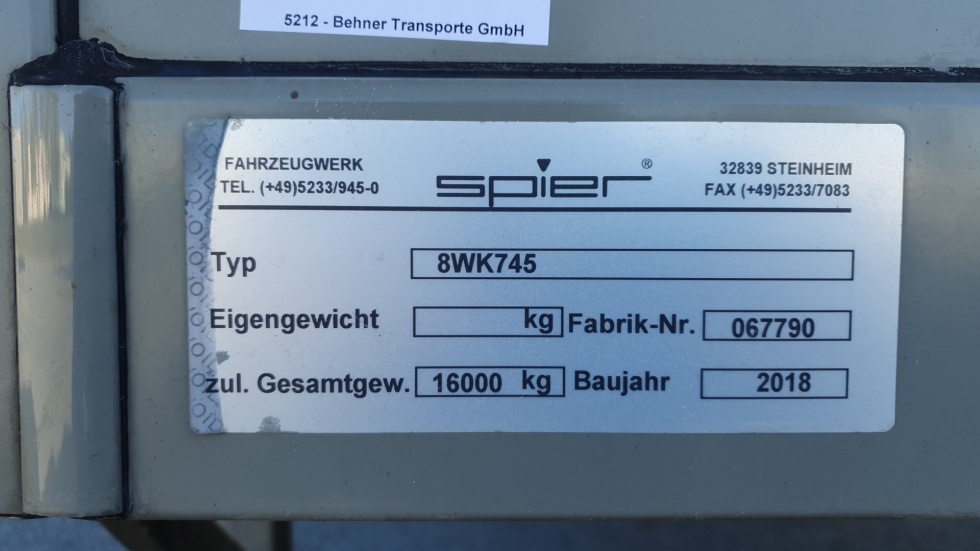 5212 - Behner Transporte GmbH
FAHRZEUGWERK
TEL. (+49)5233/945-0
spier®
32839 STEINHEIM
FAX (+49)5233/7083
Typ 8WK745
Eigengewicht kg Fabrik-Nr. 067790
zul. Gesamtgew. 16000 kg Baujahr 2018